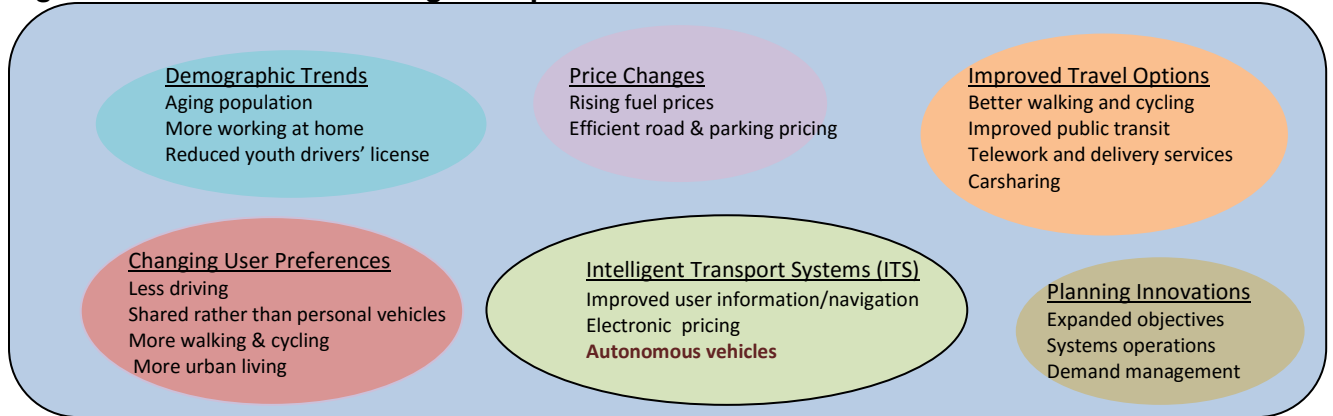 Demographic Trends
Aging population
More working at home
Reduced youth drivers’ license
Price Changes
Rising fuel prices
Efficient road & parking pricing
Improved Travel Options
Better walking and cycling
Improved public transit
Telework and delivery services
Carsharing
Changing User Preferences
Less driving
Shared rather than personal vehicles
More walking & cycling
More urban living
Intelligent Transport Systems (ITS)
Improved user information/navigation
Electronic pricing
Autonomous vehicles
Planning Innovations
Expanded objectives
Systems operations
Demand management